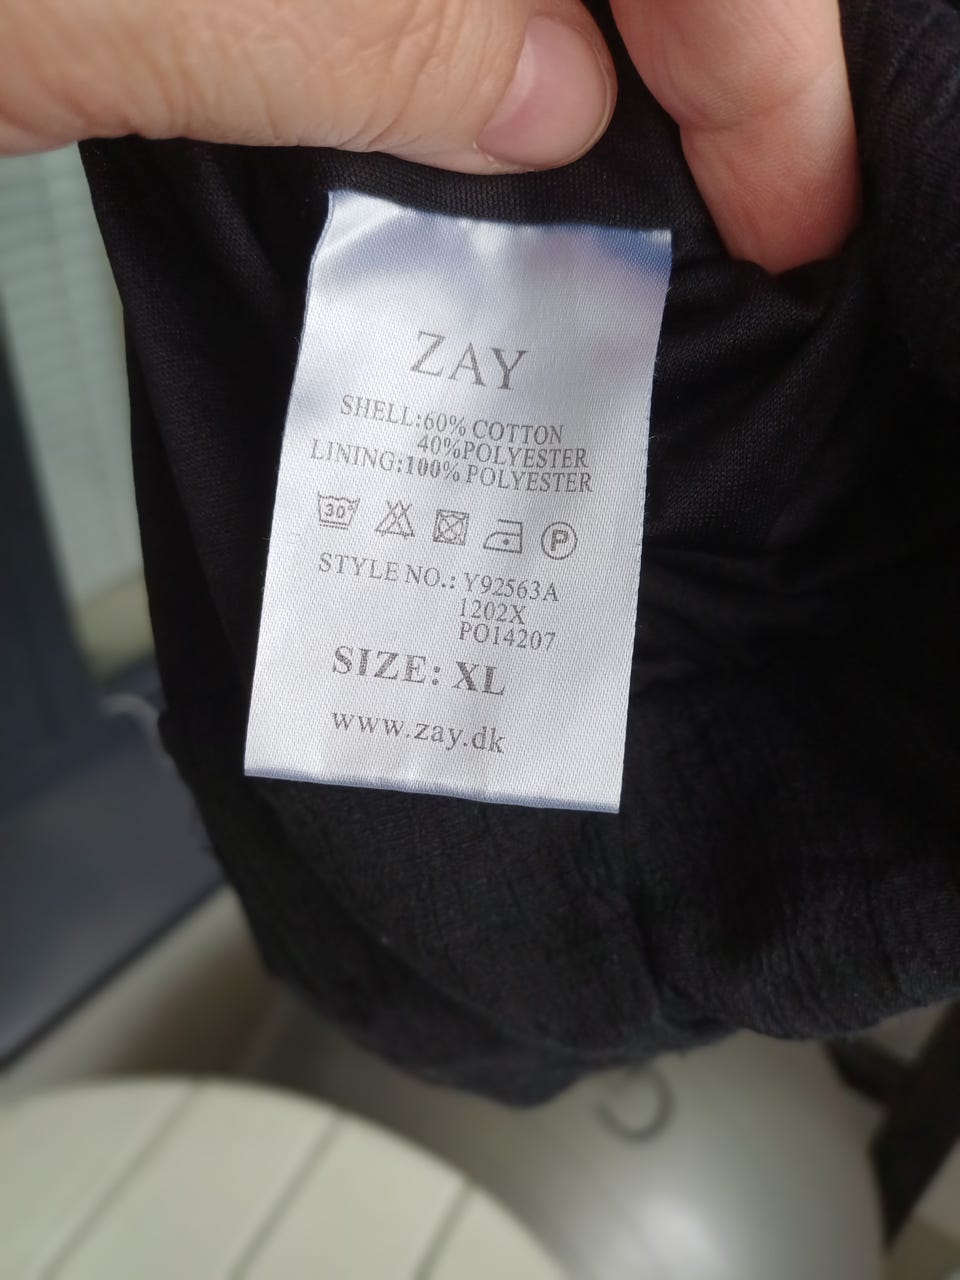 ZAY
SHELL:60% COTTON
40%POLYESTER
LINING:100% POLYESTER
30°
P
STYLE NO.: Y92563A
1202X
PO14207
SIZE: XL
www.zay.dk